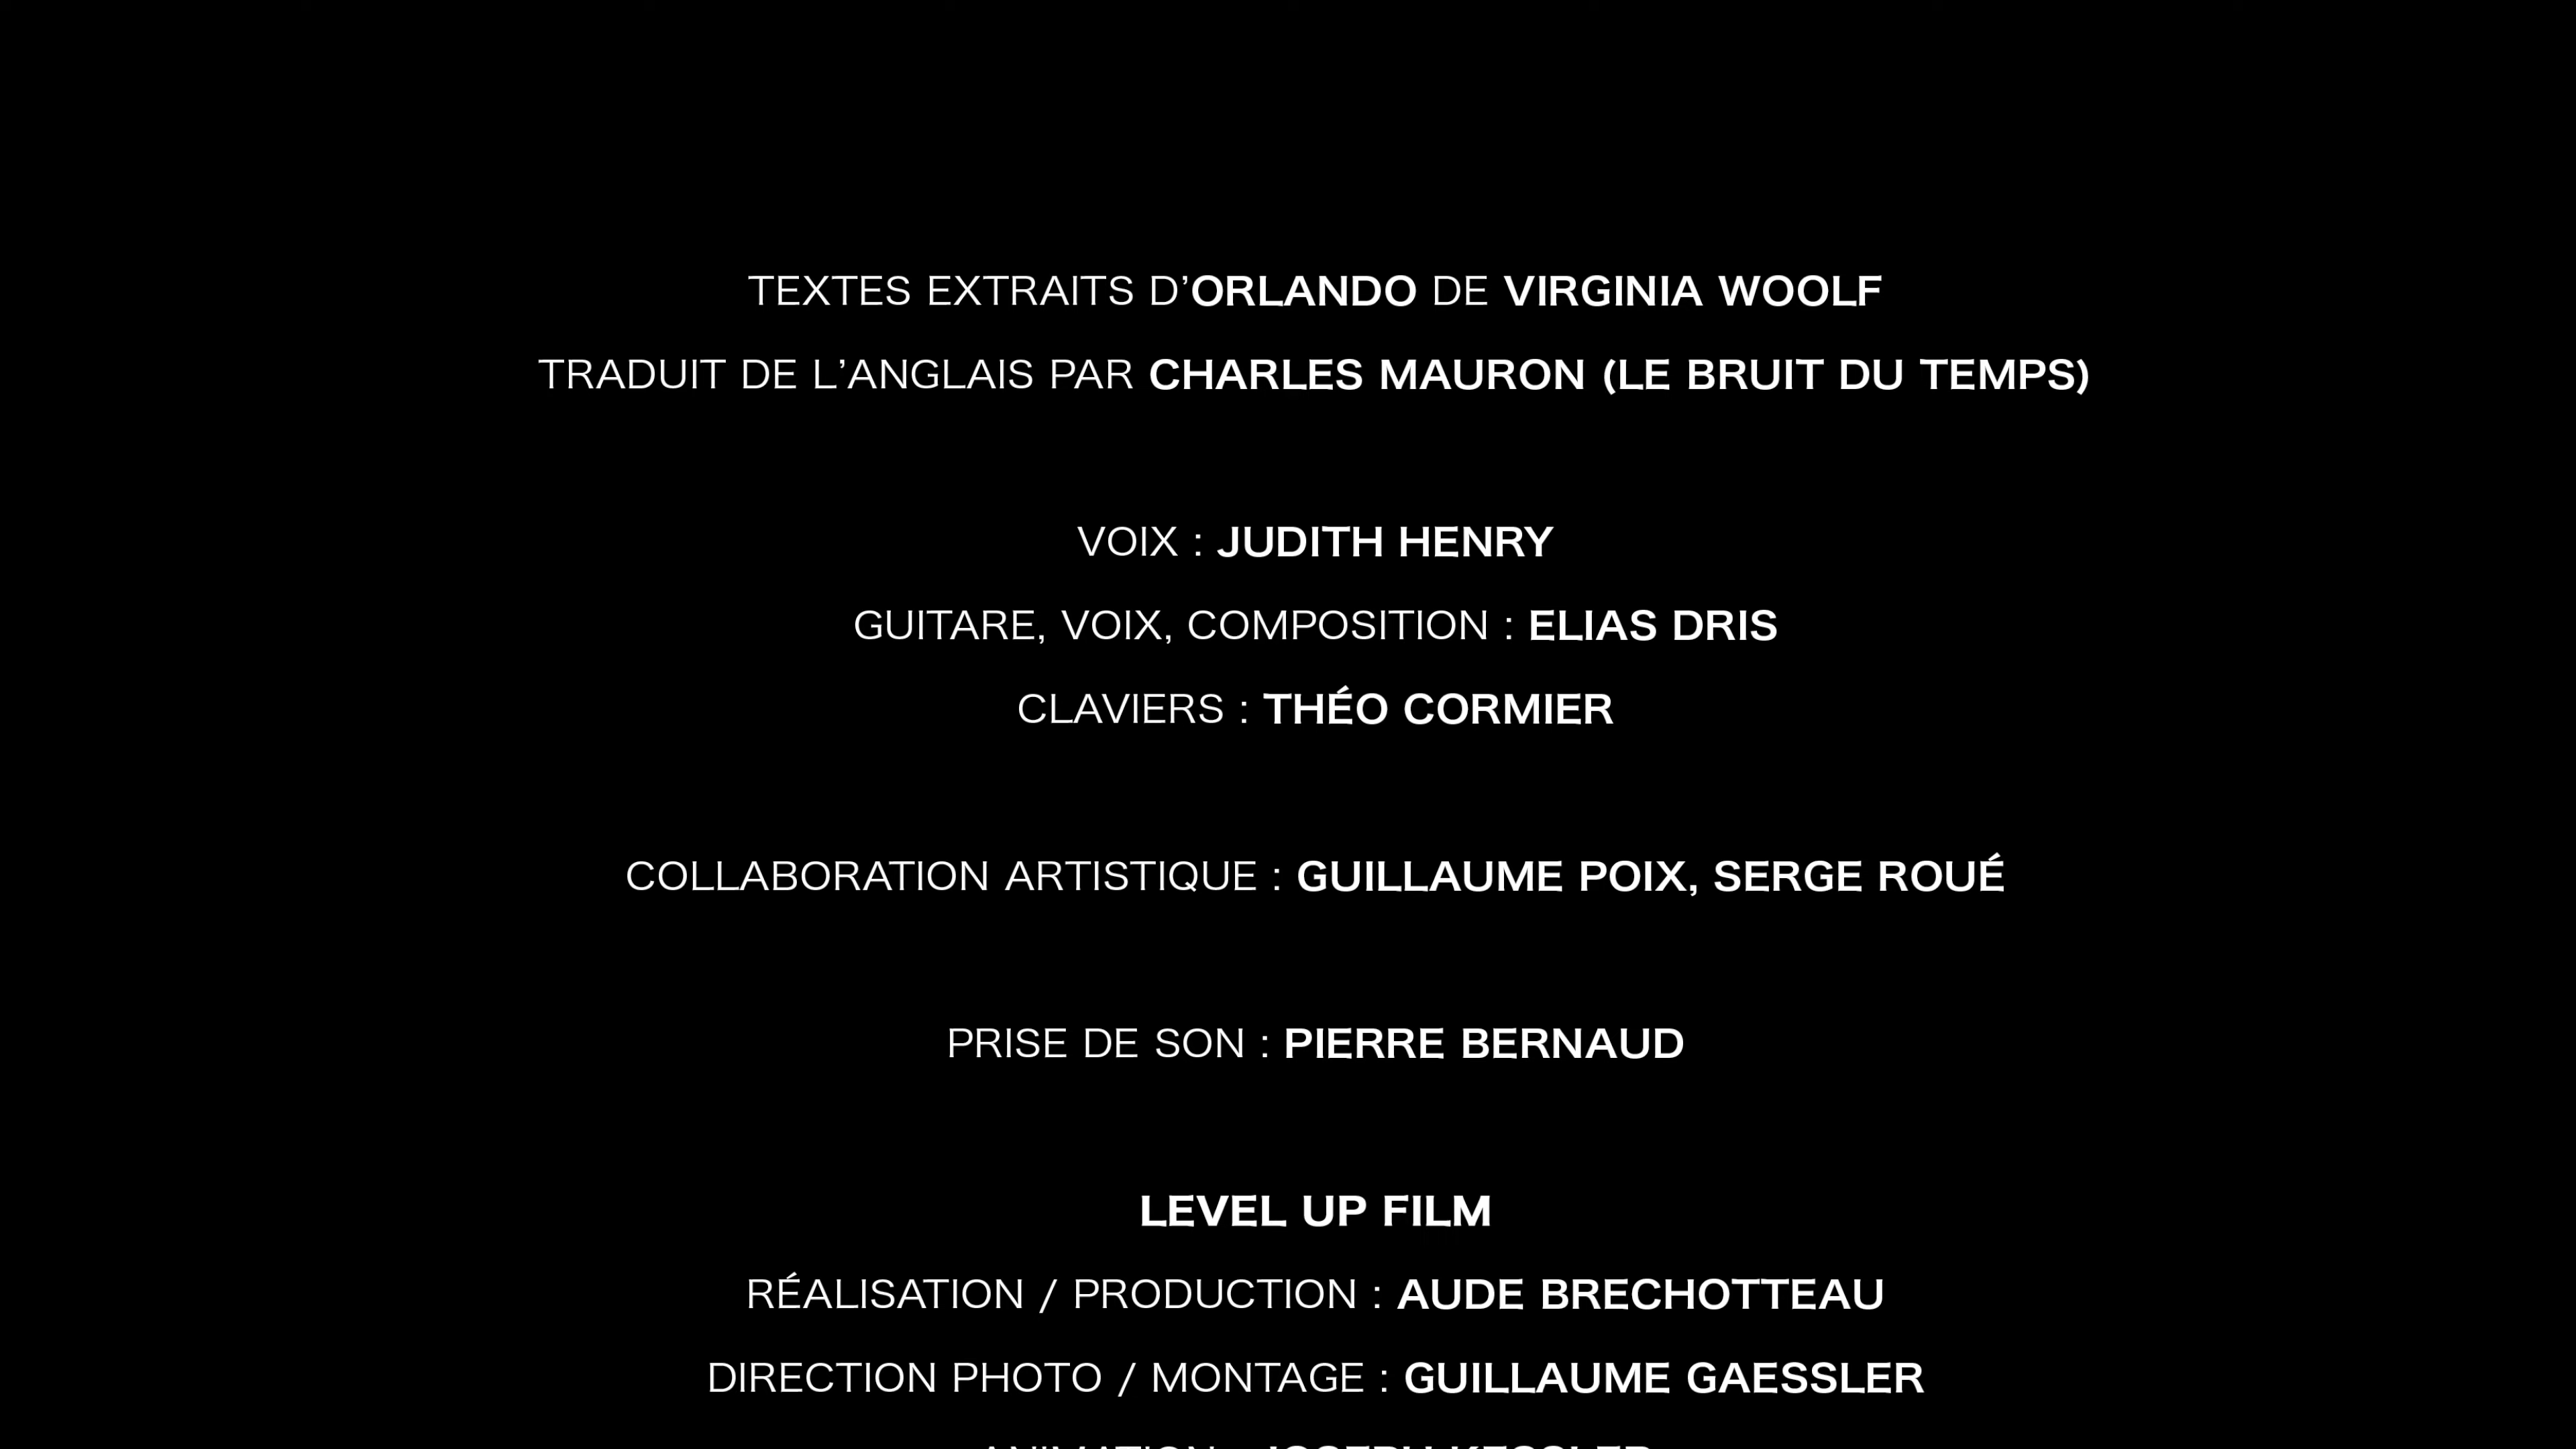 TEXTES EXTRAITS D’ORLANDO DE VIRGINIA WOOLF
TRADUIT DE L’ANGLAIS PAR CHARLES MAURON (LE BRUIT DU TEMPS)
VOIX : JUDITH HENRY
GUITARE, VOIX, COMPOSITION : ELIAS DRIS
CLAVIERS : THÉO CORMIER
COLLABORATION ARTISTIQUE : GUILLAUME POIX, SERGE ROUÉ
PRISE DE SON : PIERRE BERNAUD
LEVEL UP FILM
RÉALISATION / PRODUCTION : AUDE BRECHOTTEAU
DIRECTION PHOTO / MONTAGE : GUILLAUME GAESSLER